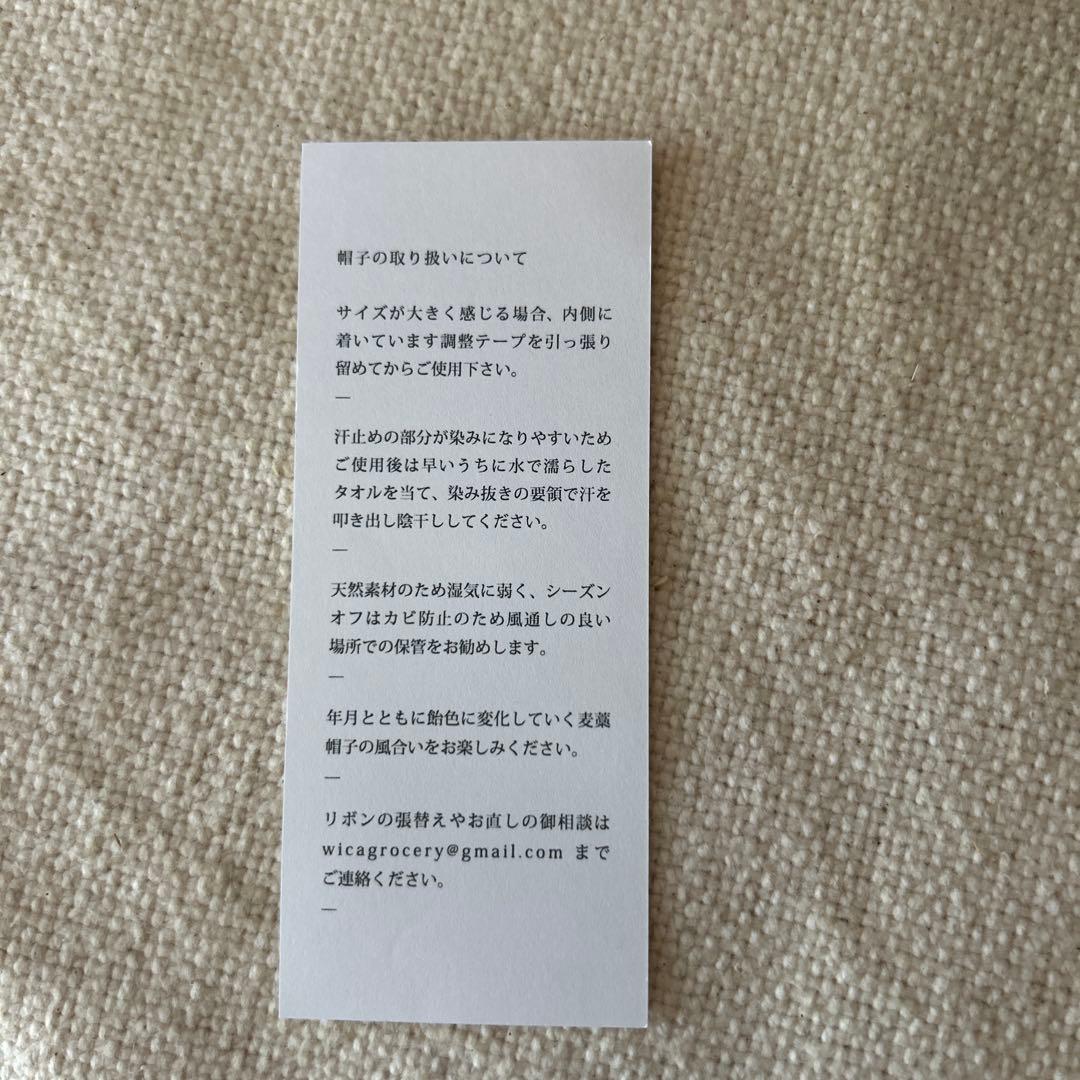 帽子の取り扱いについて
サイズが大きく感じる場合、内側に
着いています調整テープを引っ張り
留めてからご使用下さい。
—
汗止めの部分が染みになりやすいため
ご使用後は早いうちに水で濡らした
タオルを当て、染み抜きの要領で汗を
叩き出し陰干ししてください。
—
天然素材のため湿気に弱く、シーズン
オフはカビ防止のため風通しの良い
場所での保管をお勧めします。
—
年月とともに飴色に変化していく麦藁
帽子の風合いをお楽しみください。
—
リボンの張替えやお直しの御相談は
wicagrocery@gmail.com まで
ご連絡ください。
—